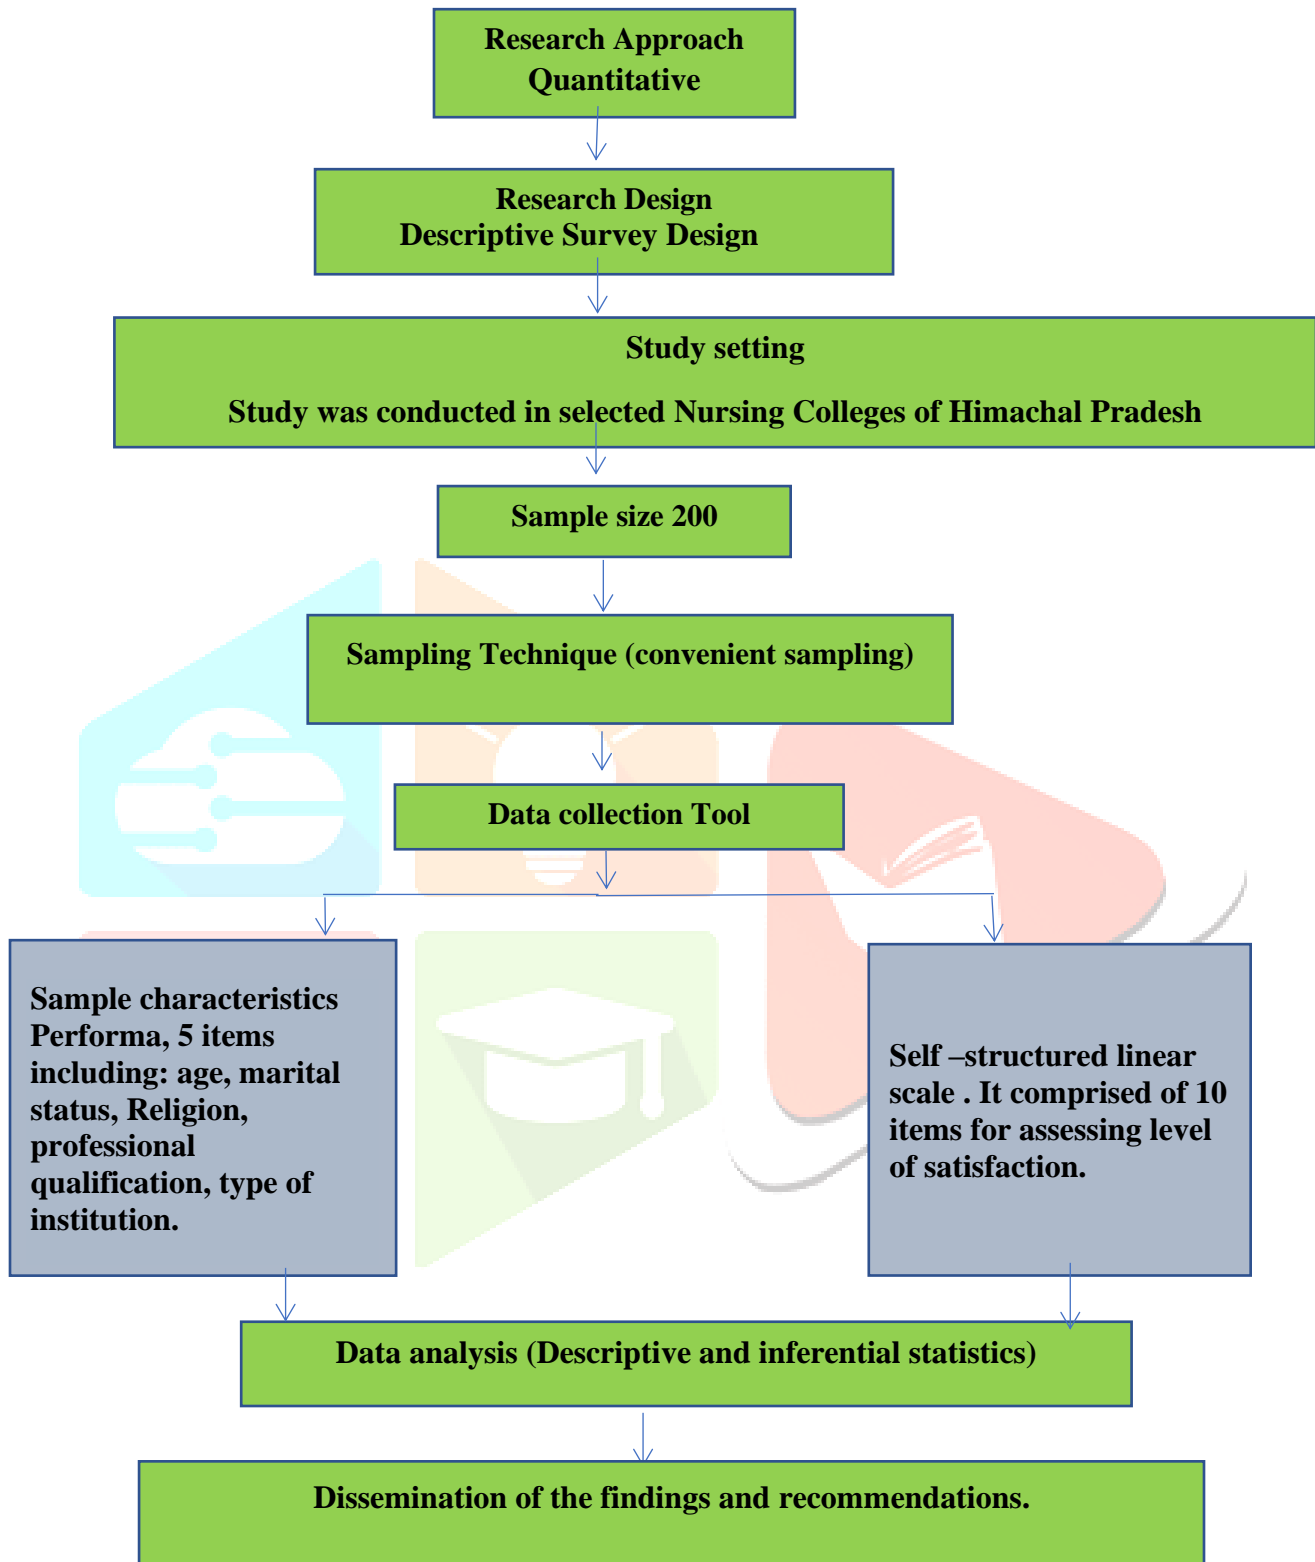 Research Approach
Quantitative
Research Design
Descriptive Survey Design
Study setting
Study was conducted in selected Nursing Colleges of Himachal Pradesh
Sample size 200
Sampling Technique (convenient sampling)
Data collection Tool
Sample characteristics
Performa, 5 items
including: age, marital
status, Religion,
professional
qualification, type of
institution.
Self –structured linear
scale . It comprised of 10
items for assessing level
of satisfaction.
Data analysis (Descriptive and inferential statistics)
Dissemination of the findings and recommendations.